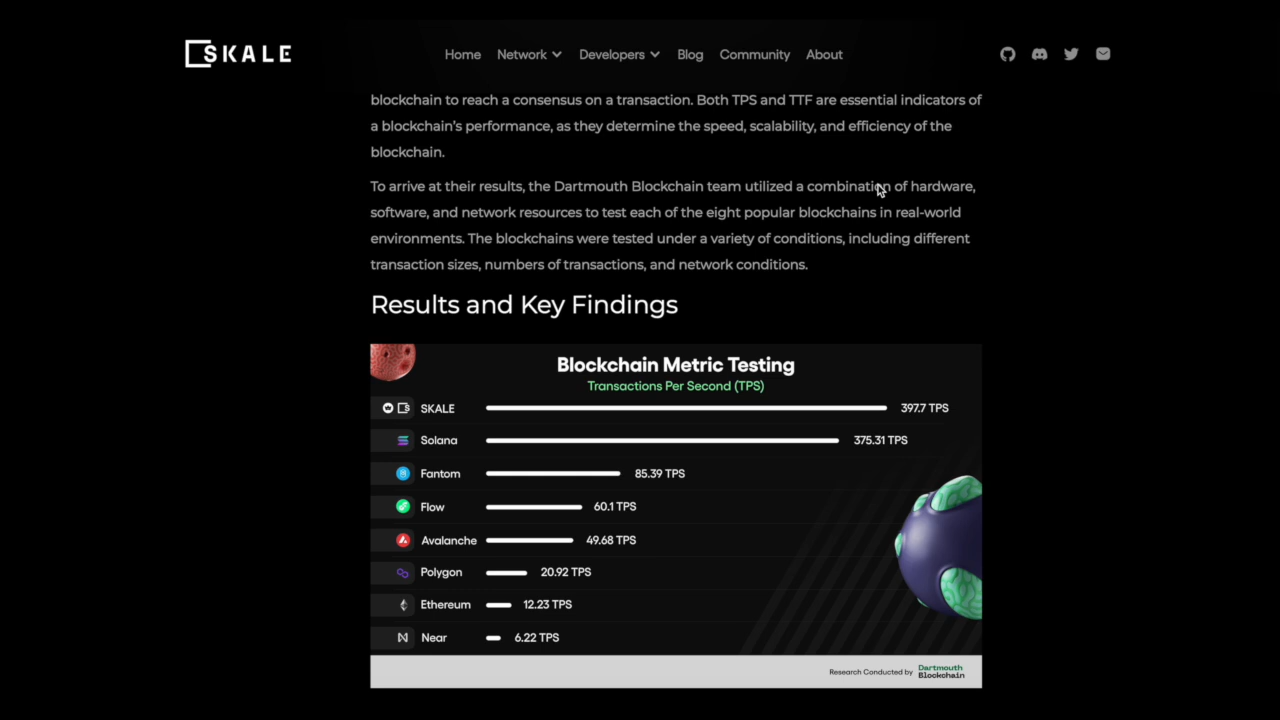 SKALE
Home Network Developers Blog Community About
blockchain to reach a consensus on a transaction. Both TPS and TTF are essential indicators of
a blockchain's performance, as they determine the speed, scalability, and efficiency of the
blockchain.
To arrive at their results, the Dartmouth Blockchain team utilized a combination of hardware,
software, and network resources to test each of the eight popular blockchains in real-world
environments. The blockchains were tested under a variety of conditions, including different
transaction sizes, numbers of transactions, and network conditions.
Results and Key Findings
Blockchain Metric Testing
Transactions Per Second (TPS)
SKALE 397.7 TPS
Solana 375.31 TPS
Fantom 85.39 TPS
Flow 60.1 TPS
Avalanche 49.68 TPS
Polygon 20.92 TPS
Ethereum 12.23 TPS
Near 6.22 TPS
Research Conducted by Dartmouth
Blockchain